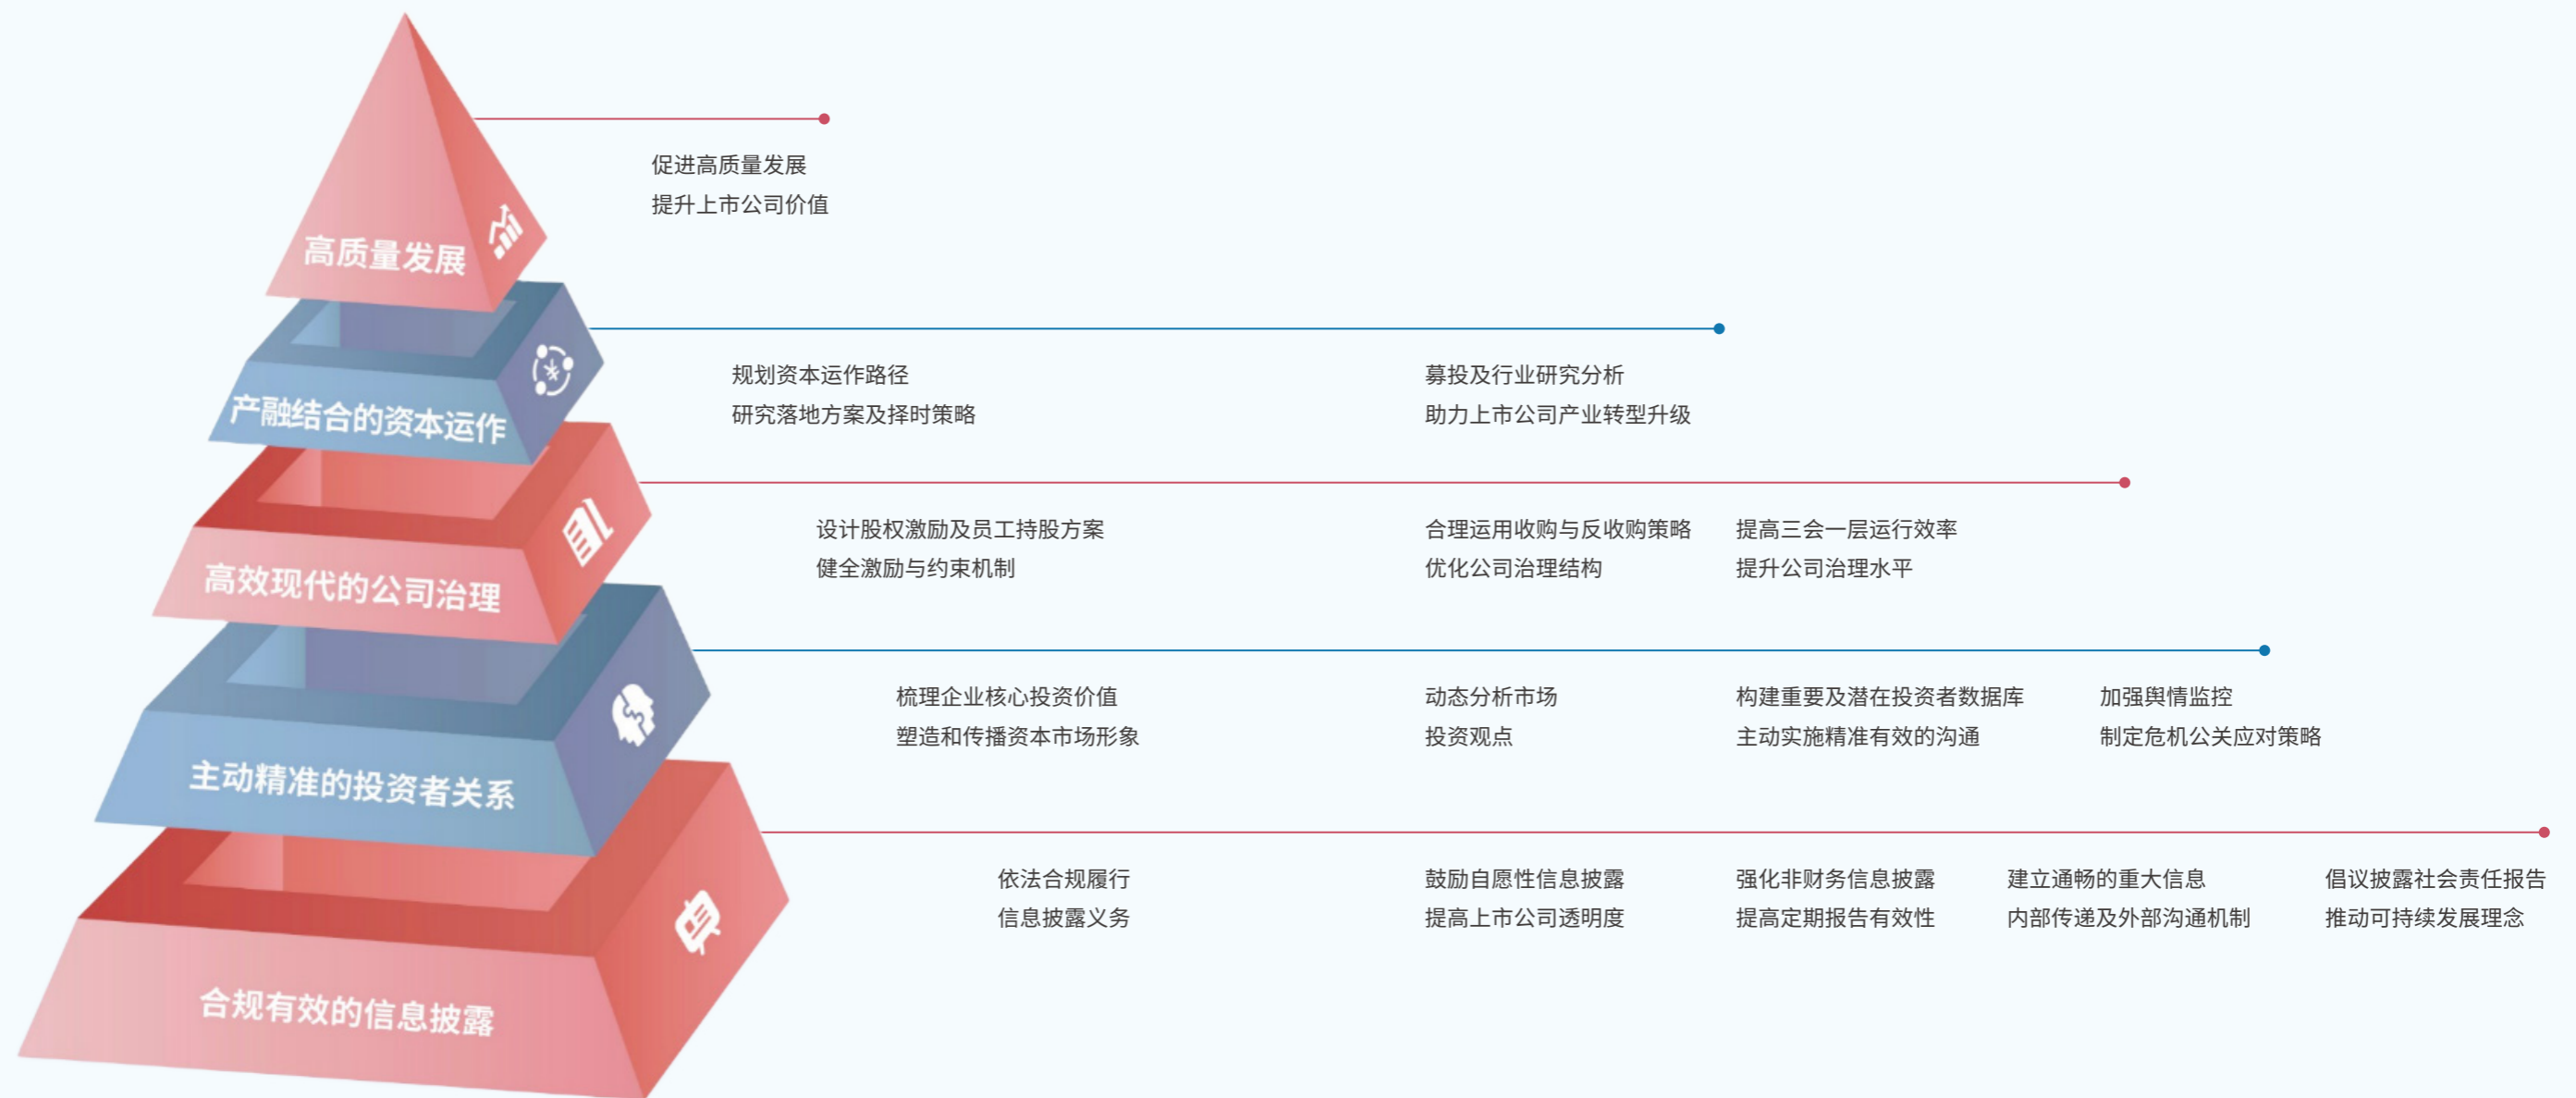 促进高质量发展
提升上市公司价值
高质量发展
规划资本运作路径
研究落地方案及择时策略
募投及行业研究分析
助力上市公司产业转型升级
产融结合的资本运作
设计股权激励及员工持股方案
健全激励与约束机制
合理运用收购与反收购策略
优化公司治理结构
提高三会一层运行效率
提升公司治理水平
高效现代的公司治理
梳理企业核心投资价值
塑造和传播资本市场形象
动态分析市场
投资观点
构建重要及潜在投资者数据库
主动实施精准有效的沟通
加强舆情监控
制定危机公关应对策略
主动精准的投资者关系
依法合规履行
信息披露义务
鼓励自愿性信息披露
提高上市公司透明度
强化非财务信息披露
提高定期报告有效性
建立通畅的重大信息
内部传递及外部沟通机制
倡议披露社会责任报告
推动可持续发展理念
合规有效的信息披露